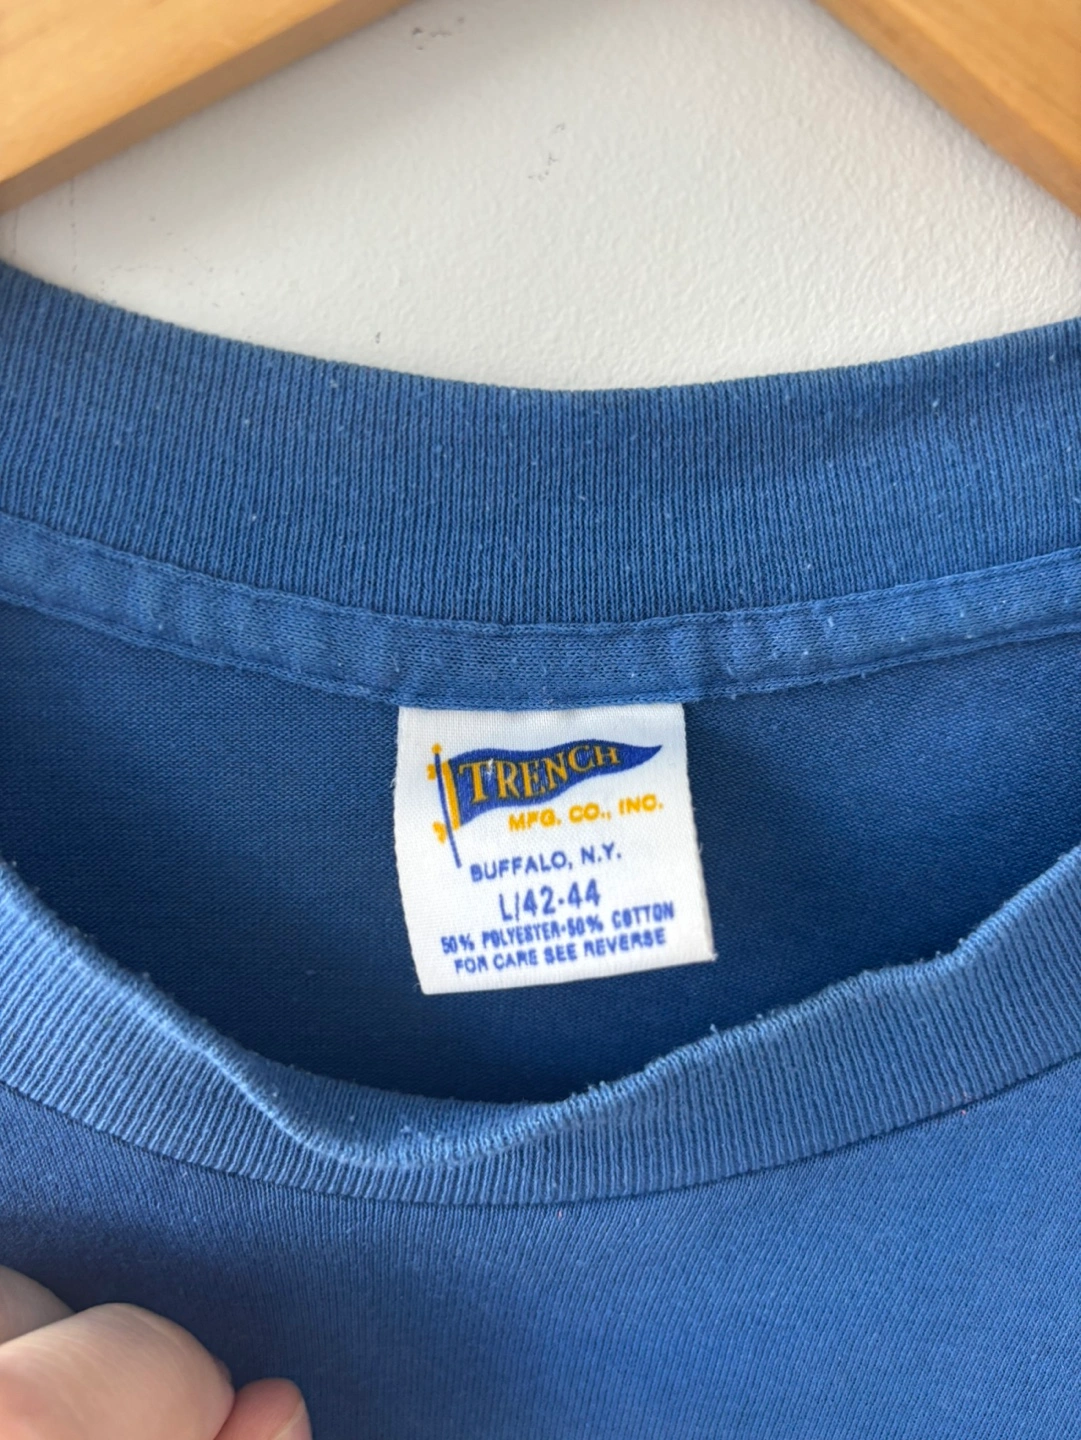 TRENCH
MFG. CO., INC.
BUFFALO, N.Y.
L/42-44
50% POLYESTER-50% COTTON
FOR CARE SEE REVERSE